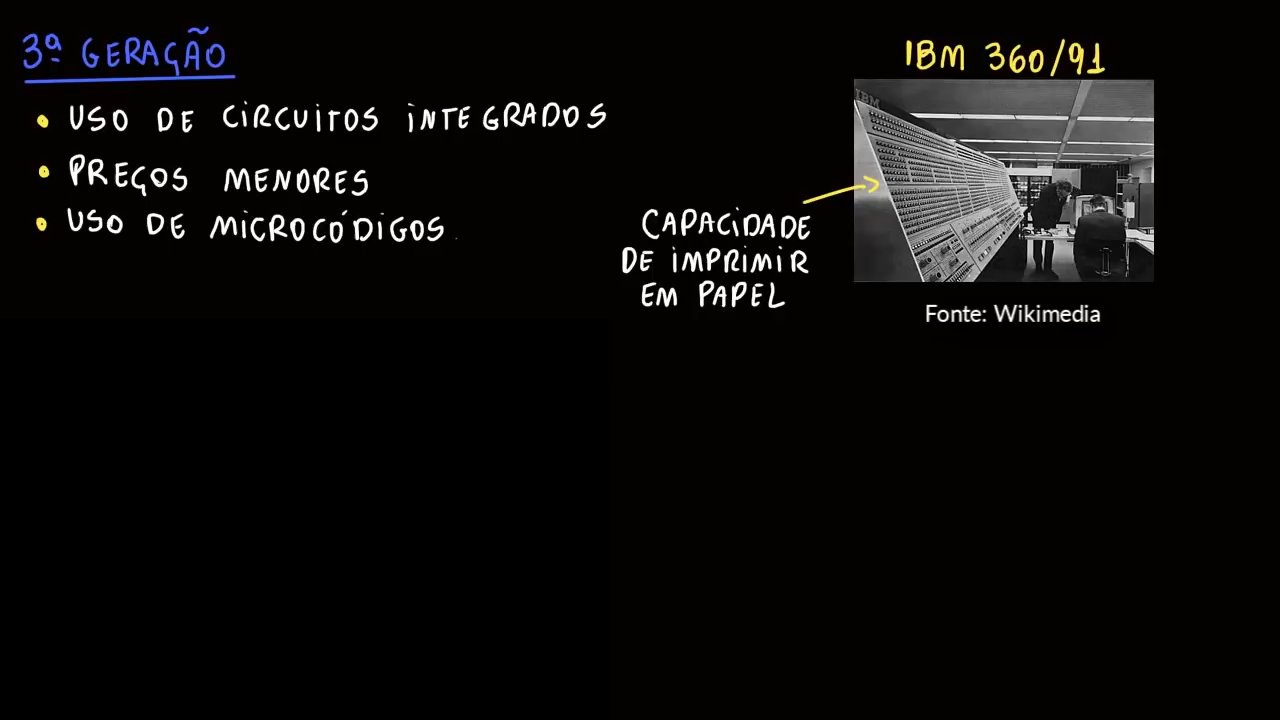 3ª GERAÇÃO
• USO DE CIRCUITOS INTEGRADOS
• PREÇOS MENORES
• USO DE MICROCÓDIGOS
IBM 360/91
IBM
CAPACIDADE
DE IMPRIMIR
EM PAPEL
Fonte: Wikimedia